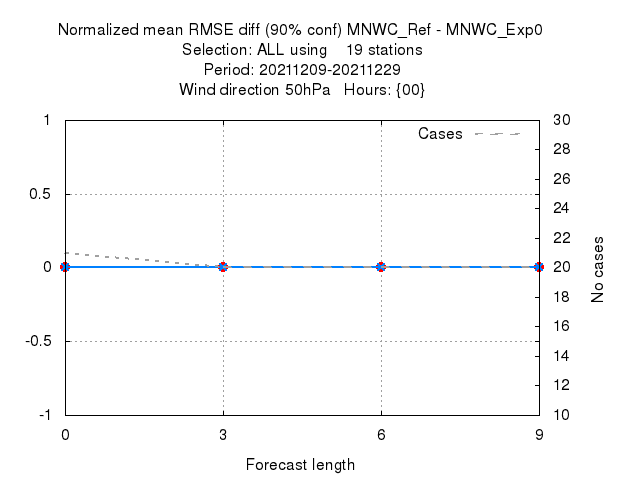 Normalized mean RMSE diff (90% conf) MNWC_Ref - MNWC_Exp0
Selection: ALL using 19 stations
Period: 20211209-20211229
Wind direction 50hPa Hours: {00}
Cases
1
0.5
0
-0.5
-1
30
28
26
24
22
20
18
16
14
12
10
No cases
0 3 6 9
Forecast length